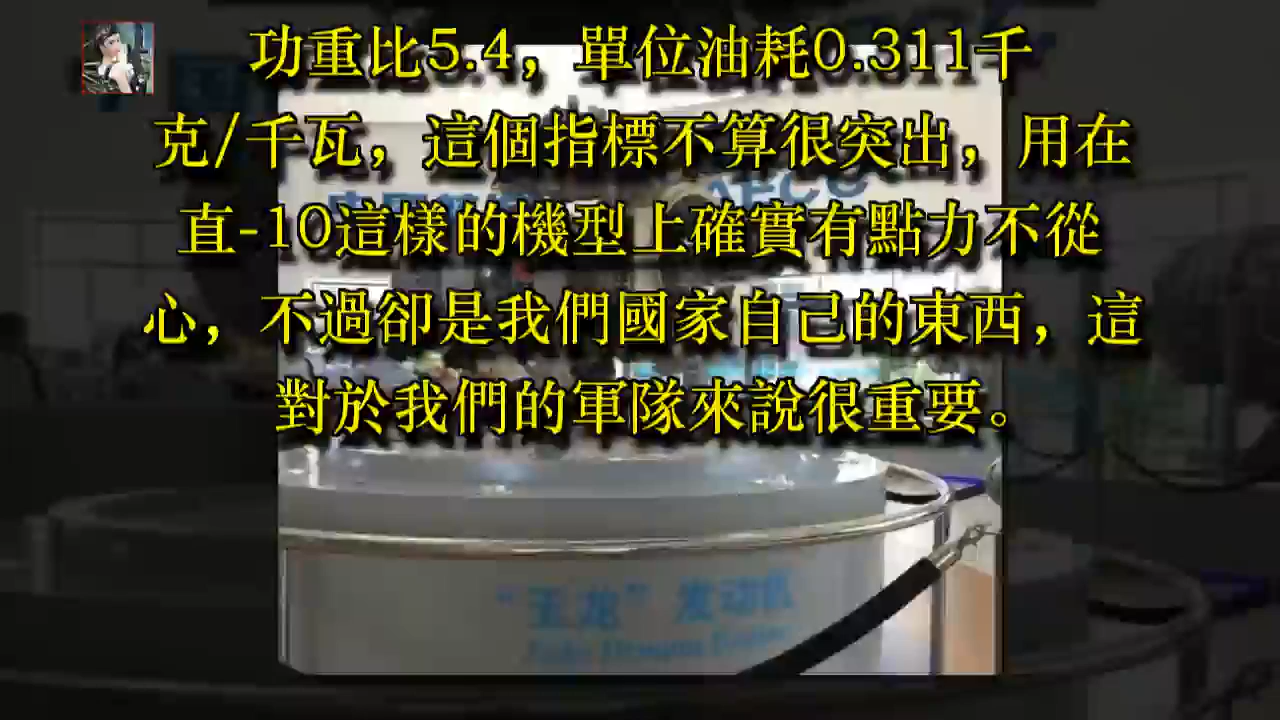 功重比5.4，單位油耗0.311千
克/千瓦，這個指標不算很突出，用在
直-10這樣的機型上確實有點力不從
心，不過卻是我們國家自己的東西，這
對於我們的軍隊來說很重要。
AECC
“玉龙”发动机